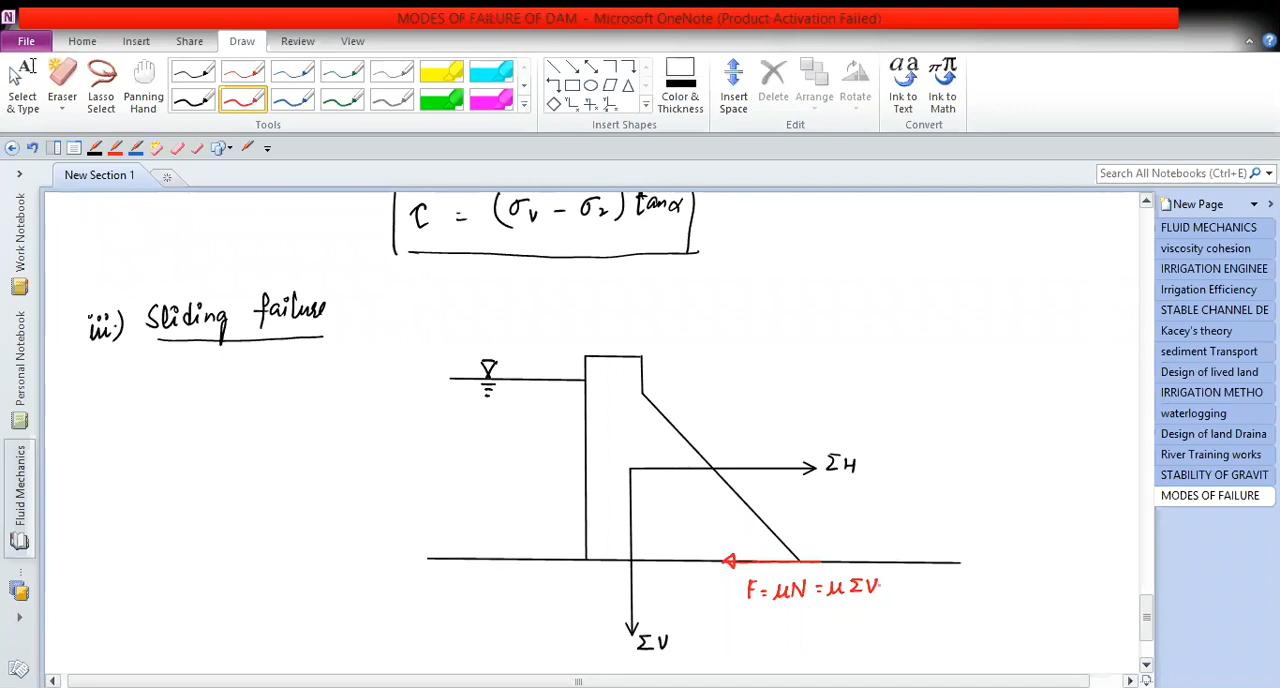 MODES OF FAILURE OF DAM - Microsoft OneNote (Product Activation Failed)
File Home Insert Share Draw Review View
Select & Type
Eraser
Lasso Select
Panning Hand
Color & Thickness
Insert Space
Delete
Arrange
Rotate
Ink to Text
Ink to Math
Tools
Insert Shapes
Edit
Convert
New Section 1
Search All Notebooks (Ctrl+E)
Work Notebook
Personal Notebook
Fluid Mechanics
New Page
FLUID MECHANICS
viscosity cohesion
IRRIGATION ENGINEE
Irrigation Efficiency
STABLE CHANNEL DE
Kacey's theory
sediment Transport
Design of lived land
IRRIGATION METHO
waterlogging
Design of land Draina
River Training works
STABILITY OF GRAVIT
MODES OF FAILURE
τ = (σv - σ2) tanα
iii.) Sliding failure
ΣH
F = μN = μ ΣV
ΣV